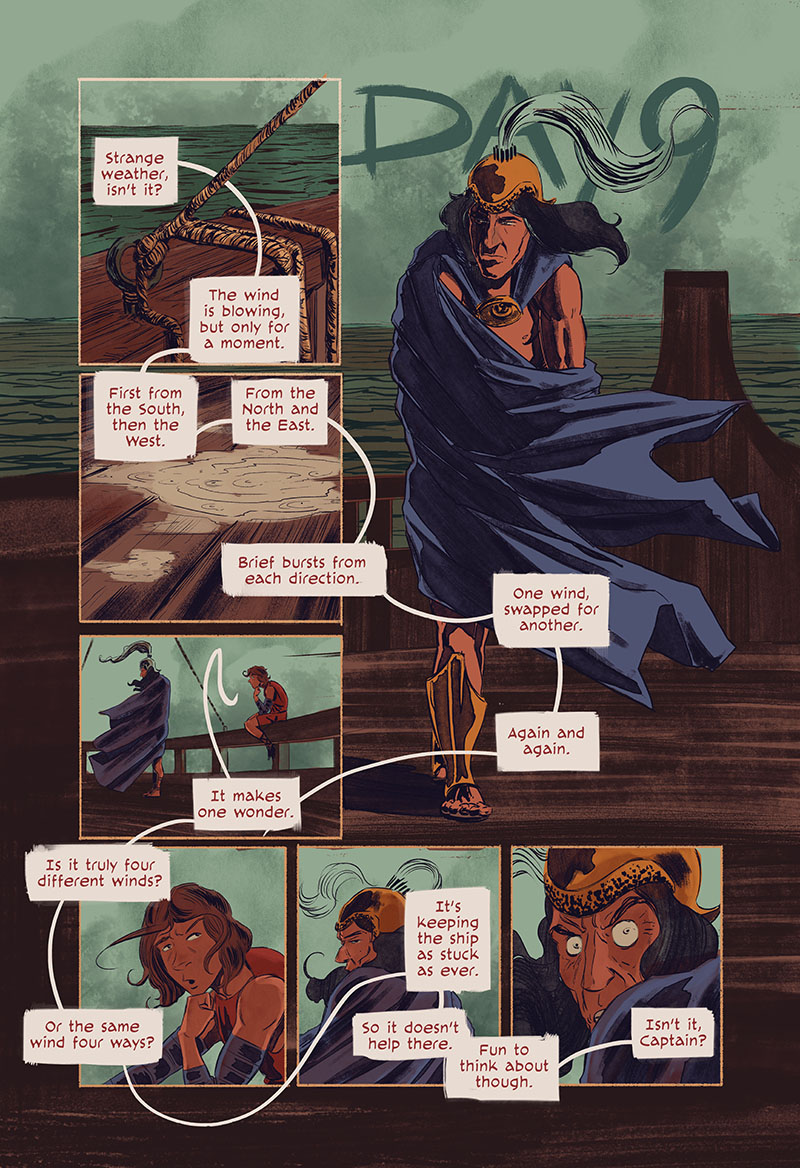 DAY 9
Strange
weather,
isn't it?
The wind
is blowing,
but only for
a moment.
First from
the South,
then the
West.
From the
North and
the East.
Brief bursts from
each direction.
One wind,
swapped for
another.
Again and
again.
It makes
one wonder.
Is it truly four
different winds?
Or the same
wind four ways?
It's
keeping
the ship
as stuck
as ever.
So it doesn't
help there.
Fun to
think about
though.
Isn't it,
Captain?